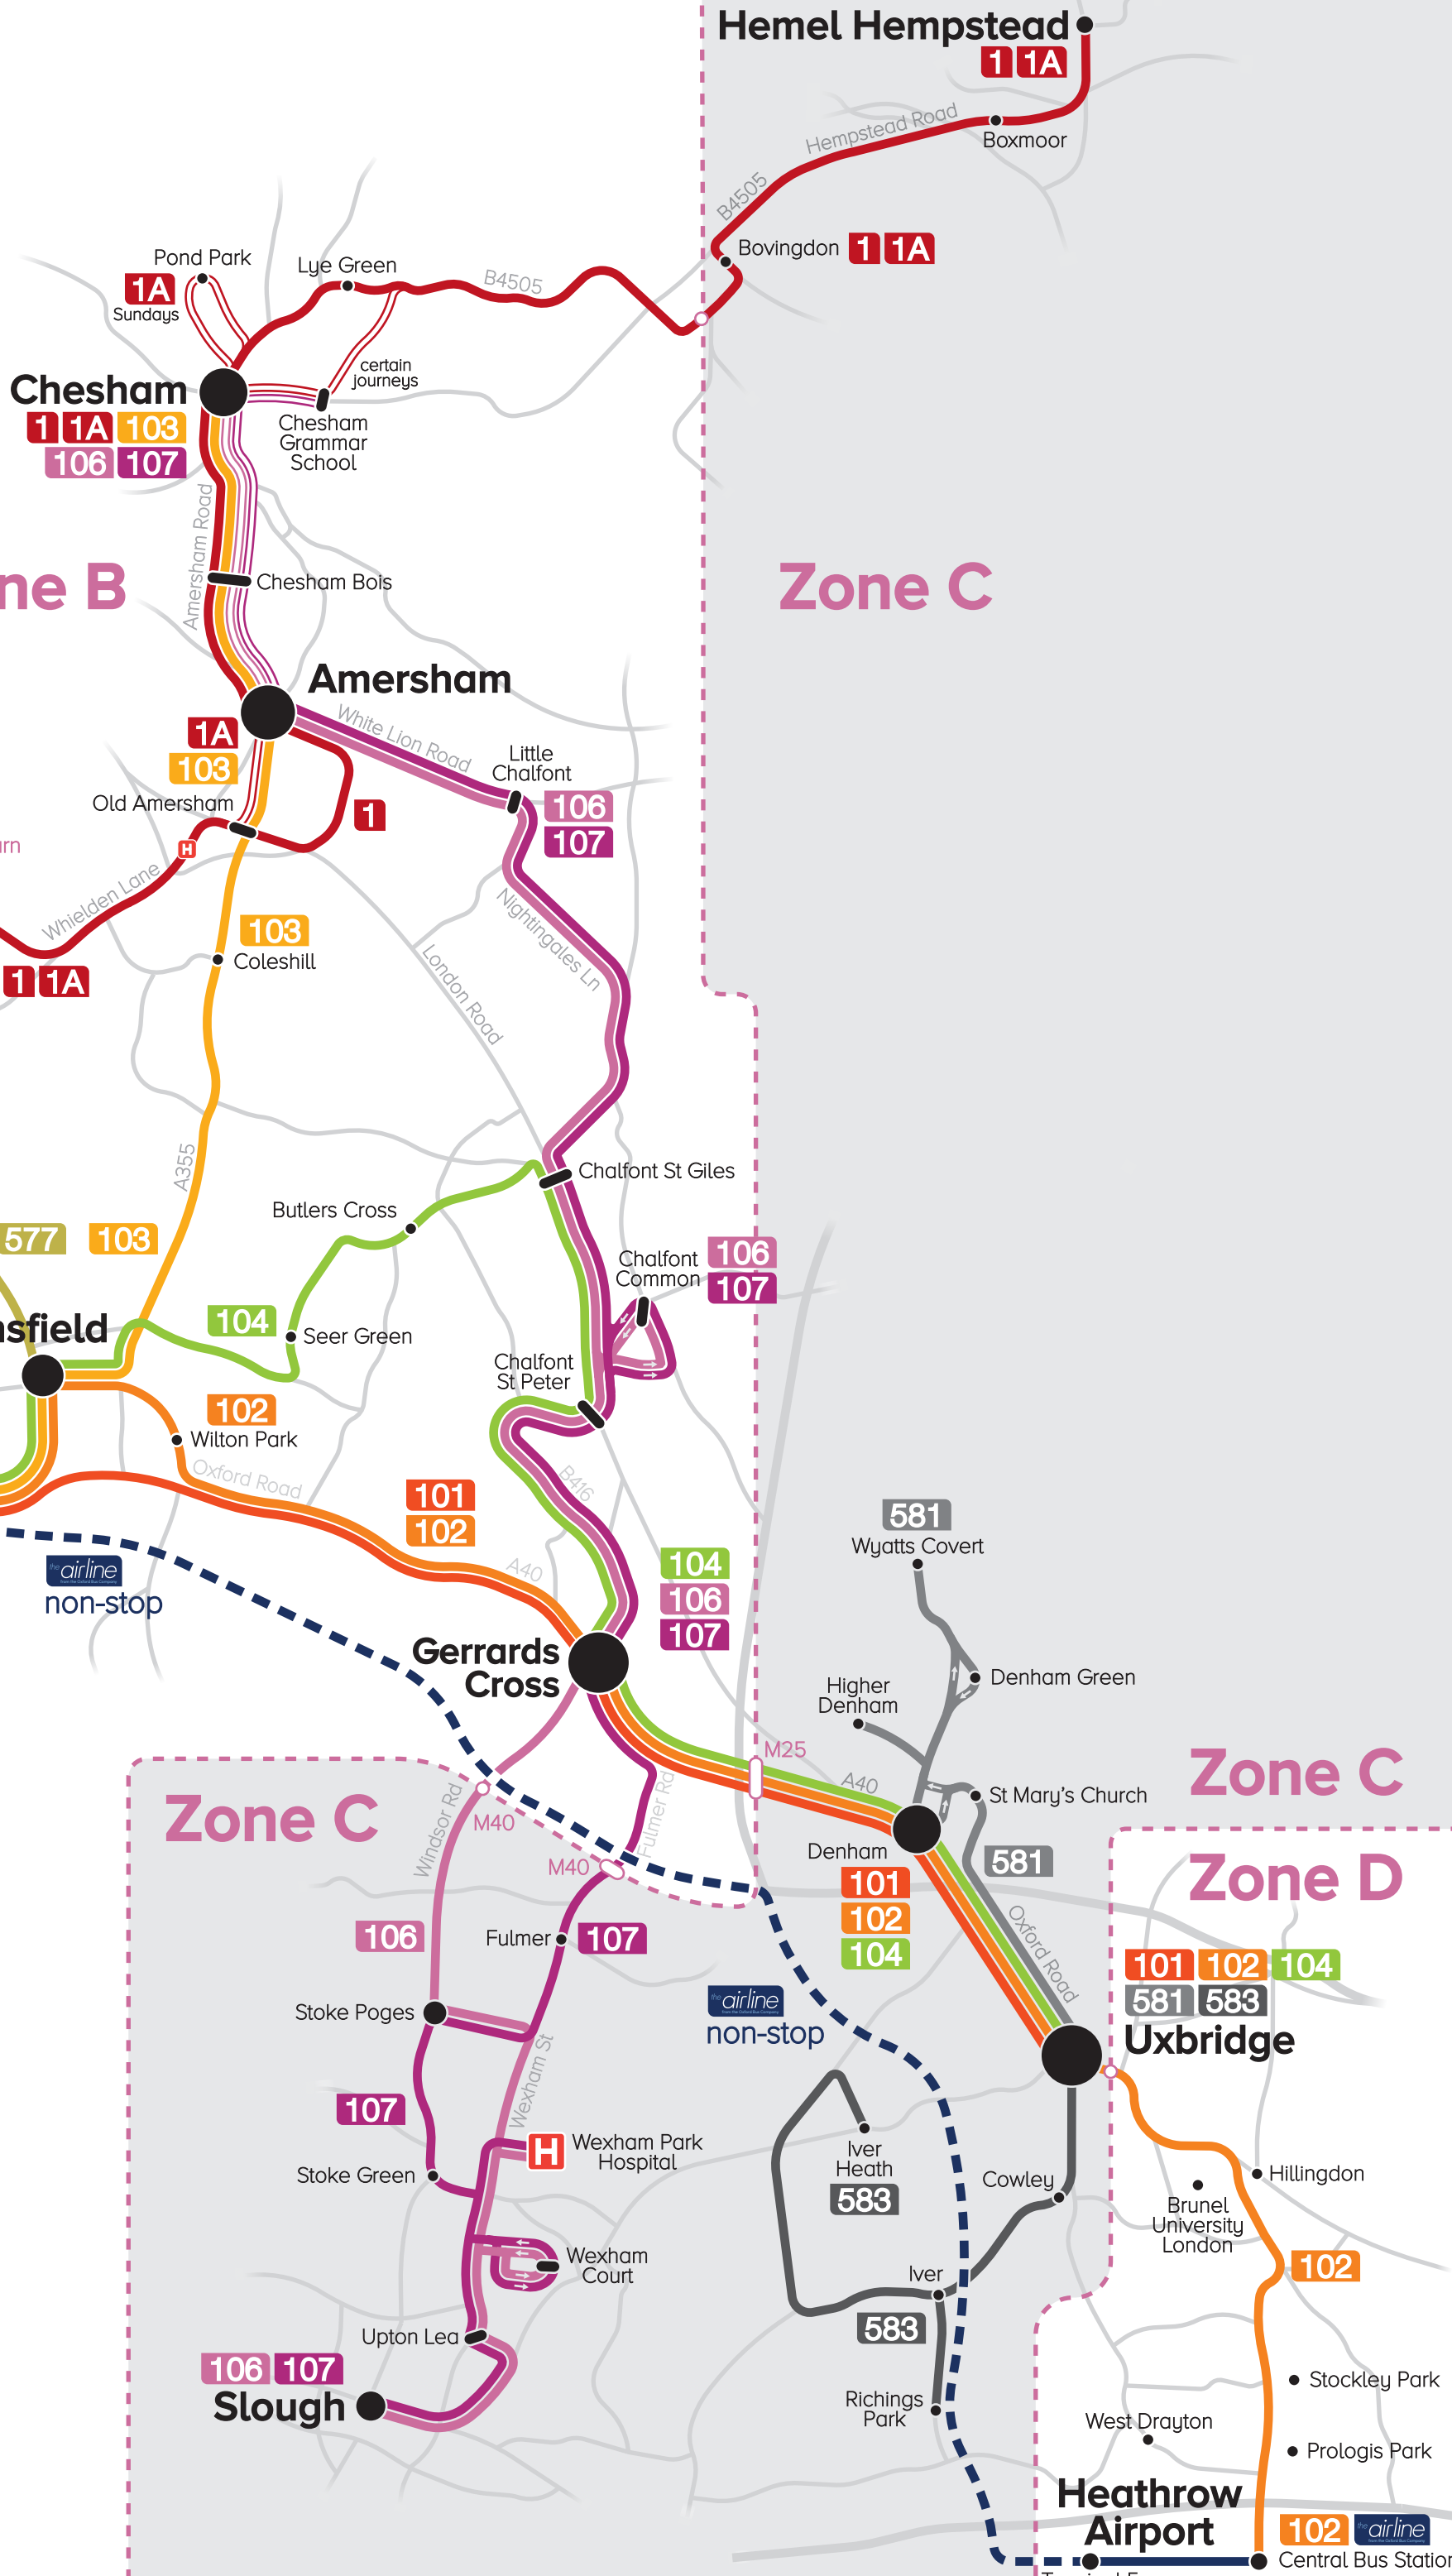 Hemel Hempstead
1 1A
Hempstead Road
Boxmoor
B4505
Bovingdon 1 1A
Pond Park
1A
Sundays
Lye Green
B4505
certain
journeys
Chesham
1 1A 103
106 107
Chesham
Grammar
School
Amersham Road
Chesham Bois
ne B
Zone C
Amersham
White Lion Road
1A
103
Little
Chalfont
106
107
Old Amersham
1
H
urn
Whielden Lane
Nightingales Ln
103
Coleshill
London Road
1 1A
A355
Chalfont St Giles
Butlers Cross
577
103
Chalfont
Common
106
107
104
Seer Green
nsfield
Chalfont
St Peter
102
Wilton Park
Oxford Road
B416
101
102
A40
the airline
non-stop
104
106
107
581
Wyatts Covert
Gerrards
Cross
Denham Green
Higher
Denham
M25
A40
Zone C
St Mary's Church
Zone C
Windsor Rd
M40
Fulmer Rd
M40
Denham
101
102
104
581
Zone D
Oxford Road
106
Fulmer 107
101 102 104
581 583
Uxbridge
the airline
non-stop
Stoke Poges
Wexham St
107
H
Wexham Park
Hospital
Stoke Green
Iver
Heath
583
Cowley
Hillingdon
Brunel
University
London
Wexham
Court
102
Iver
583
Upton Lea
106 107
Slough
Richings
Park
Stockley Park
West Drayton
Prologis Park
Heathrow
Airport
102 the airline
Central Bus Station